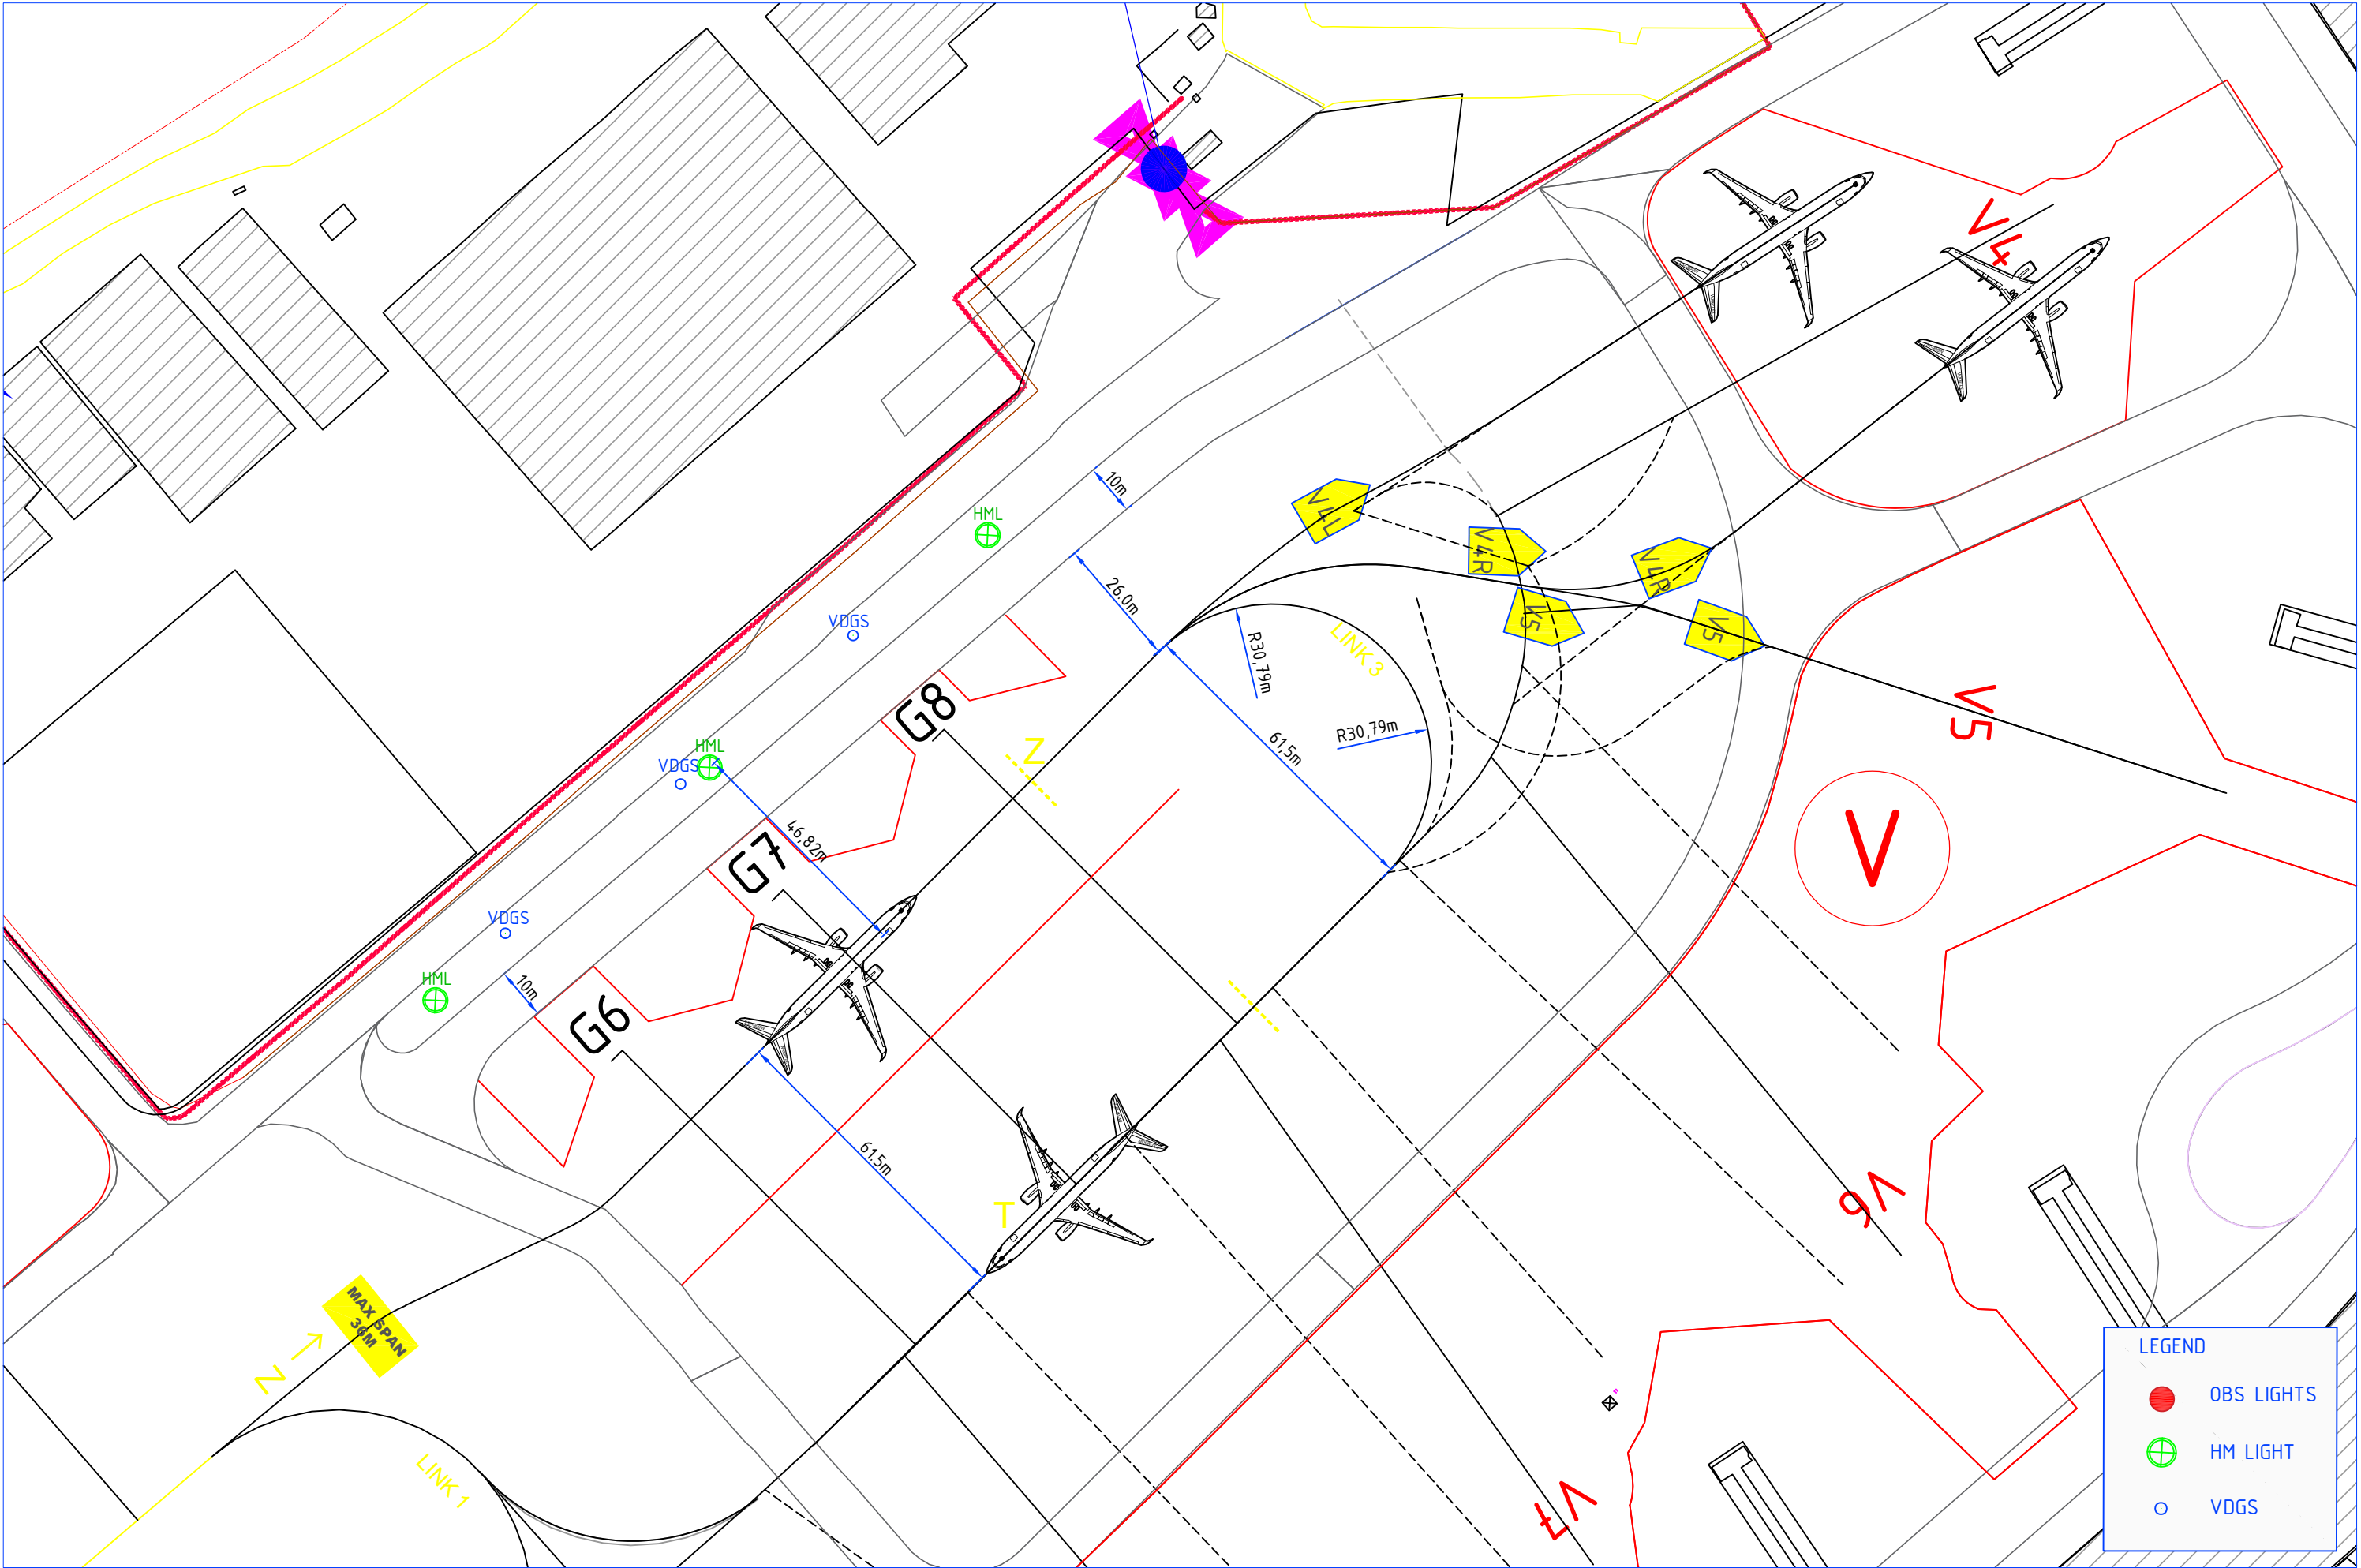 V4
10m
HML
V4L
V4R
V4R
26.0m
VDGS
V5
V5
LINK 3
R30,79m
G8
V5
R30,79m
61,5m
Z
HML
VDGS
V
46,82m
G7
VDGS
HML
10m
G6
61.5m
T
V6
MAX SPAN
36M
N
LINK 1
V7
LEGEND
OBS LIGHTS
HM LIGHT
VDGS